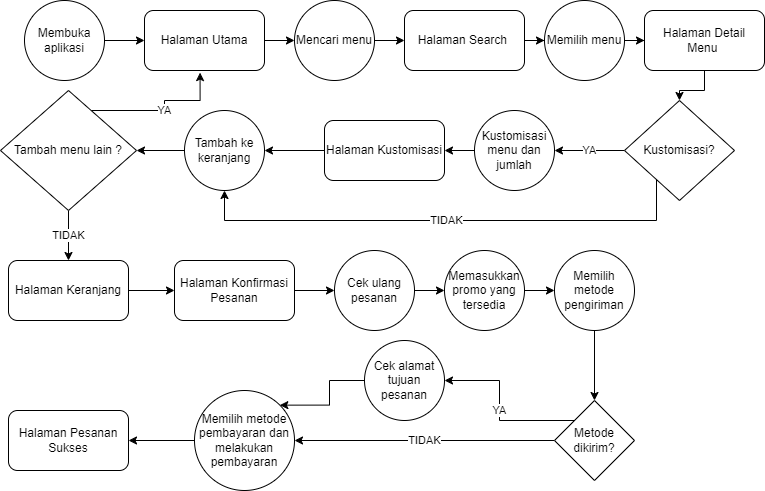 Membuka
aplikasi
Halaman Utama
Mencari menu
Halaman Search
Memilih menu
Halaman Detail
Menu
YA
Tambah menu lain ?
Tambah ke
keranjang
Halaman Kustomisasi
Kustomisasi
menu dan
jumlah
YA
Kustomisasi?
TIDAK
TIDAK
Halaman Keranjang
Halaman Konfirmasi
Pesanan
Cek ulang
pesanan
Memasukkan
promo yang
tersedia
Memilih
metode
pengiriman
Cek alamat
tujuan
pesanan
YA
Halaman Pesanan
Sukses
Memilih metode
pembayaran dan
melakukan
pembayaran
TIDAK
Metode
dikirim?